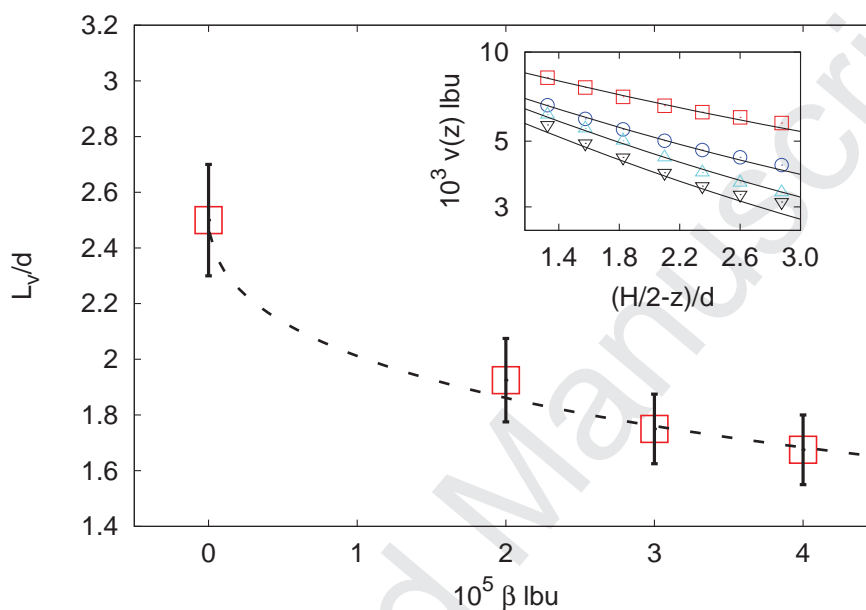 3.2
3
2.8
2.6
2.4
2.2
2
1.8
1.6
1.4
L_v/d
0 1 2 3 4
10^5 β lbu
10
5
3
10^3 v(z) lbu
1.4 1.8 2.2 2.6 3.0
(H/2-z)/d
d Manuscri